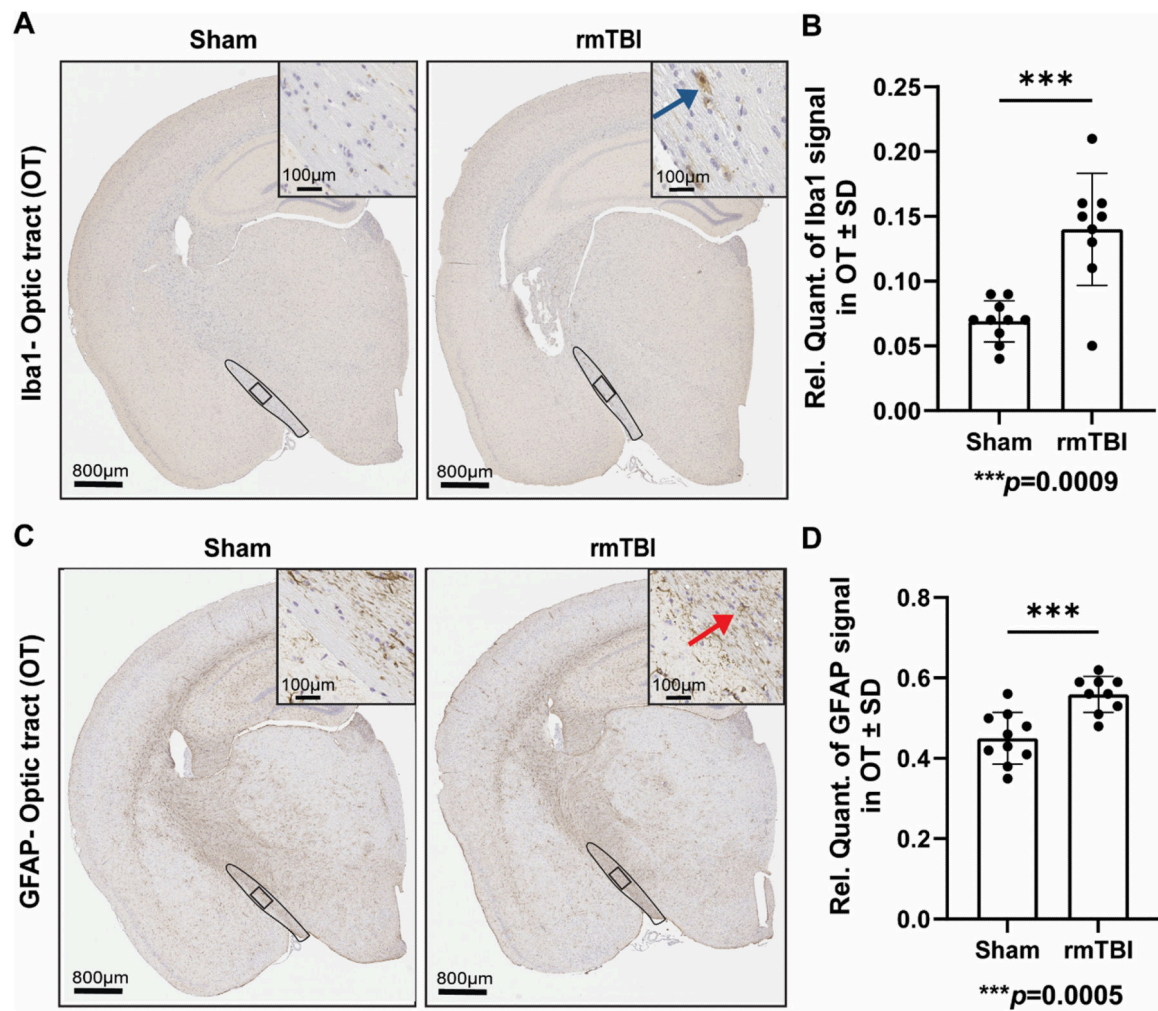 A
Sham
rmTBI
Iba1- Optic tract (OT)
100µm
100µm
800µm
800µm
B
***
Rel. Quant. of Iba1 signal
in OT ± SD
0.25
0.20
0.15
0.10
0.05
0.00
Sham
rmTBI
***p=0.0009
C
Sham
rmTBI
GFAP- Optic tract (OT)
100µm
100µm
800µm
800µm
D
***
Rel. Quant. of GFAP signal
in OT ± SD
0.8
0.6
0.4
0.2
0.0
Sham
rmTBI
***p=0.0005